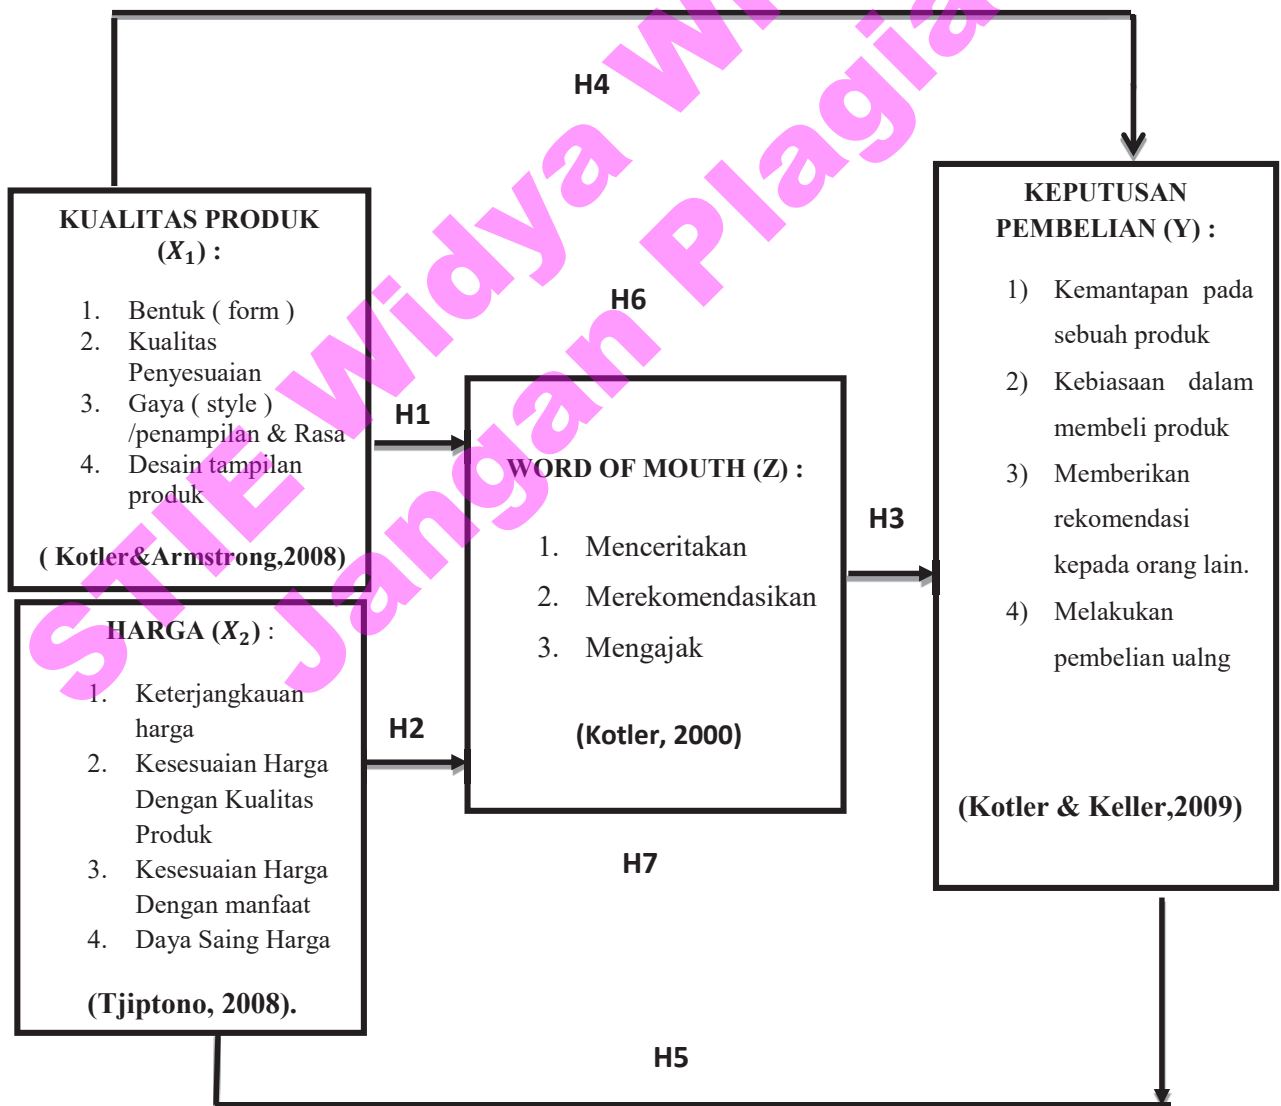 H4
KUALITAS PRODUK
(X₁) :
1. Bentuk ( form )
2. Kualitas
Penyesuaian
3. Gaya ( style )
/penampilan & Rasa
4. Desain tampilan
produk
( Kotler&Armstrong,2008)
HARGA (X₂) :
1. Keterjangkauan
harga
2. Kesesuaian Harga
Dengan Kualitas
Produk
3. Kesesuaian Harga
Dengan manfaat
4. Daya Saing Harga
(Tjiptono, 2008).
H1
H2
H6
WORD OF MOUTH (Z) :
1. Menceritakan
2. Merekomendasikan
3. Mengajak
(Kotler, 2000)
H7
H3
KEPUTUSAN
PEMBELIAN (Y) :
1) Kemantapan pada
sebuah produk
2) Kebiasaan dalam
membeli produk
3) Memberikan
rekomendasi
kepada orang lain.
4) Melakukan
pembelian ualng
(Kotler & Keller,2009)
H5
STIE Widya
Jangan